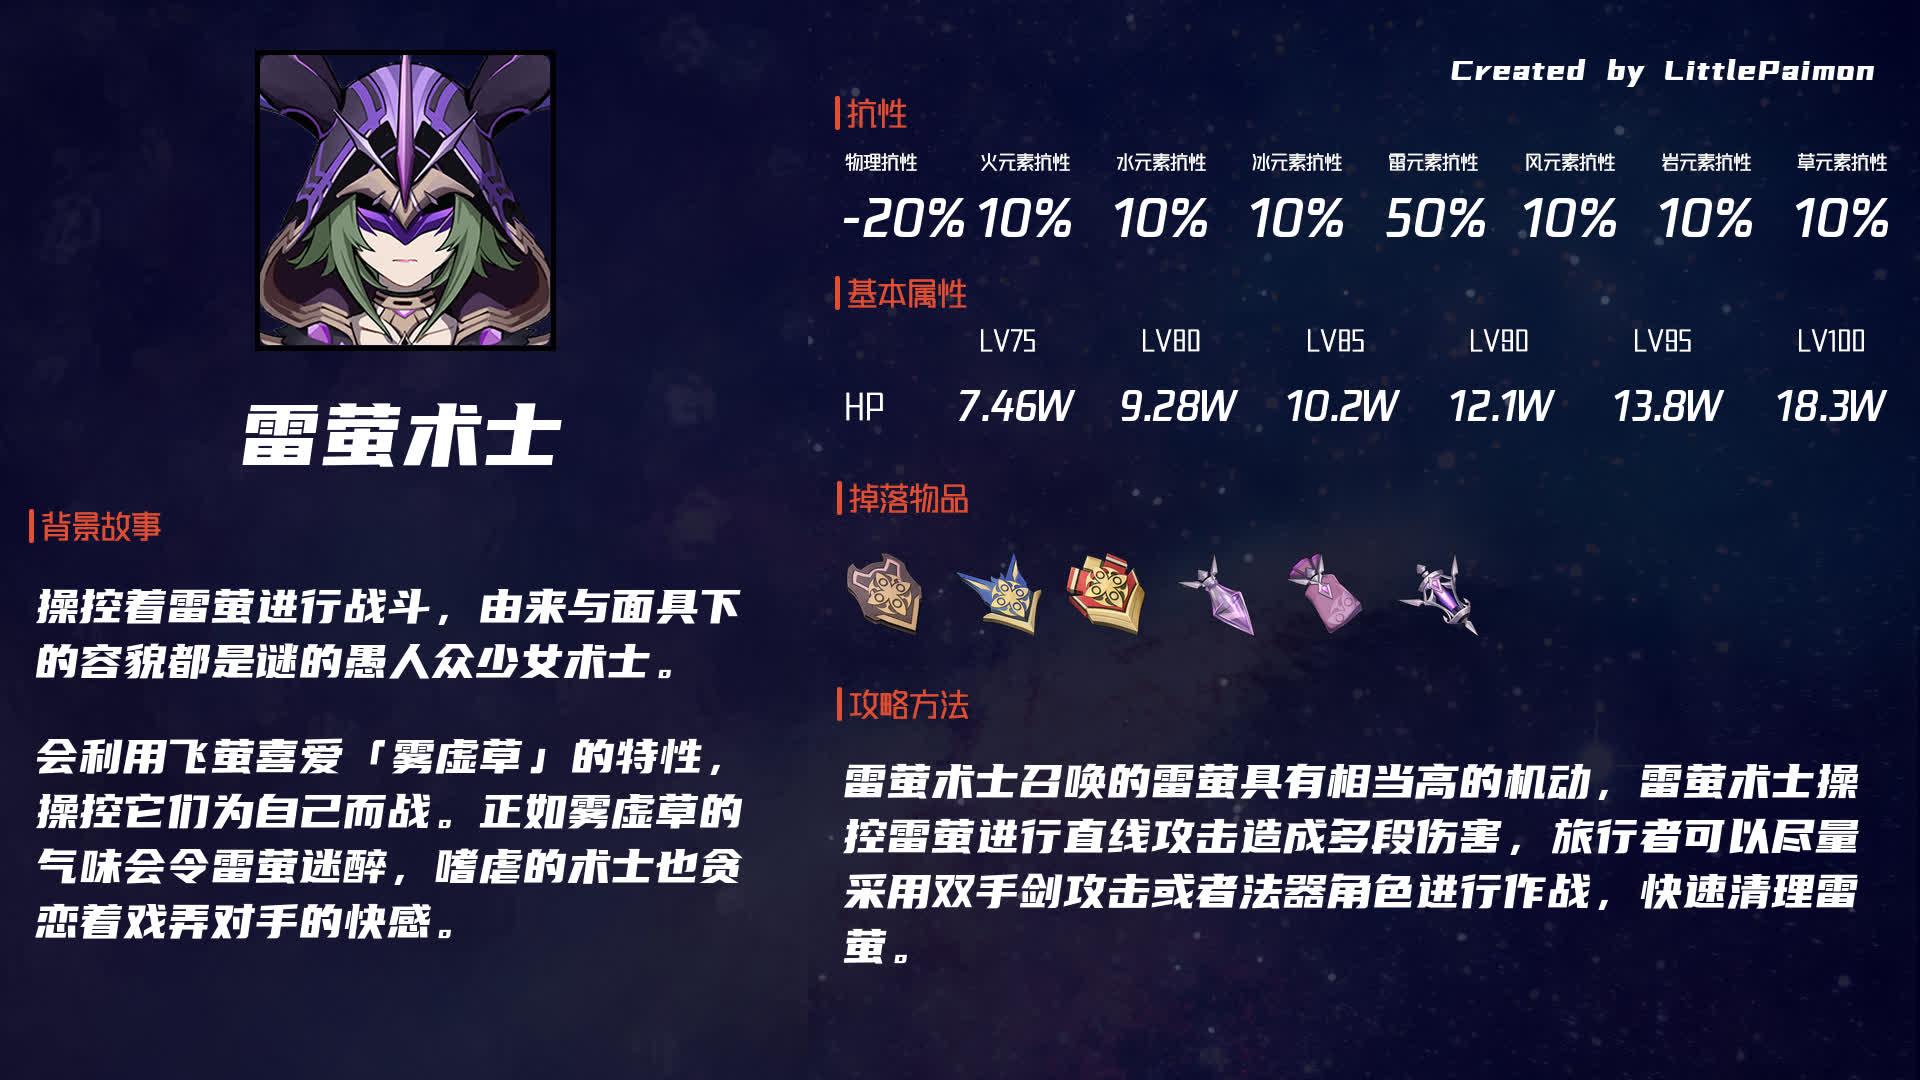 Created by LittlePaimon
雷萤术士
背景故事
操控着雷萤进行战斗，由来与面具下
的容貌都是谜的愚人众少女术士。
会利用飞萤喜爱「雾虚草」的特性，
操控它们为自己而战。正如雾虚草的
气味会令雷萤迷醉，嗜虐的术士也贪
恋着戏弄对手的快感。
抗性
物理抗性 火元素抗性 水元素抗性 冰元素抗性 雷元素抗性 风元素抗性 岩元素抗性 草元素抗性
-20% 10% 10% 10% 50% 10% 10% 10%
基本属性
LV75 LV80 LV85 LV90 LV95 LV100
HP 7.46W 9.28W 10.2W 12.1W 13.8W 18.3W
掉落物品
攻略方法
雷萤术士召唤的雷萤具有相当高的机动，雷萤术士操
控雷萤进行直线攻击造成多段伤害，旅行者可以尽量
采用双手剑攻击或者法器角色进行作战，快速清理雷
萤。